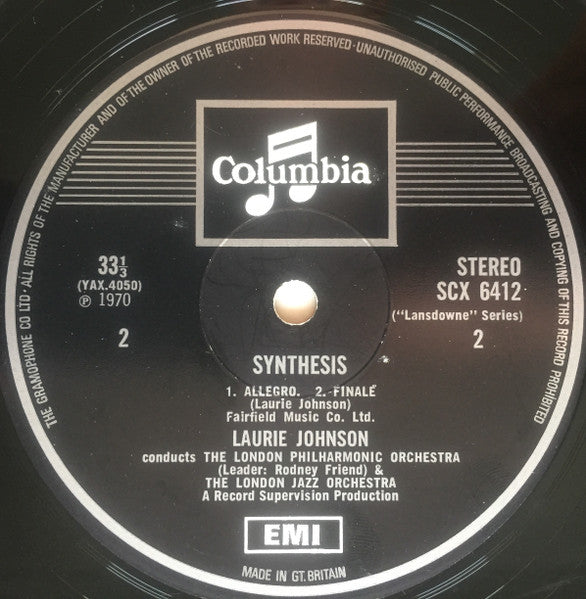 THE GRAMOPHONE CO LTD · ALL RIGHTS OF THE MANUFACTURER AND OF THE OWNER OF THE RECORDED WORK RESERVED · UNAUTHORISED PUBLIC PERFORMANCE BROADCASTING AND COPYING OF THIS RECORD PROHIBITED
Columbia
33⅓
(YAX.4050)
Ⓟ 1970
2
STEREO
SCX 6412
("Lansdowne" Series)
2
SYNTHESIS
1. ALLEGRO. 2. FINALE
(Laurie Johnson)
Fairfield Music Co. Ltd.
LAURIE JOHNSON
conducts THE LONDON PHILHARMONIC ORCHESTRA
(Leader: Rodney Friend) &
THE LONDON JAZZ ORCHESTRA
A Record Supervision Production
EMI
MADE IN GT. BRITAIN